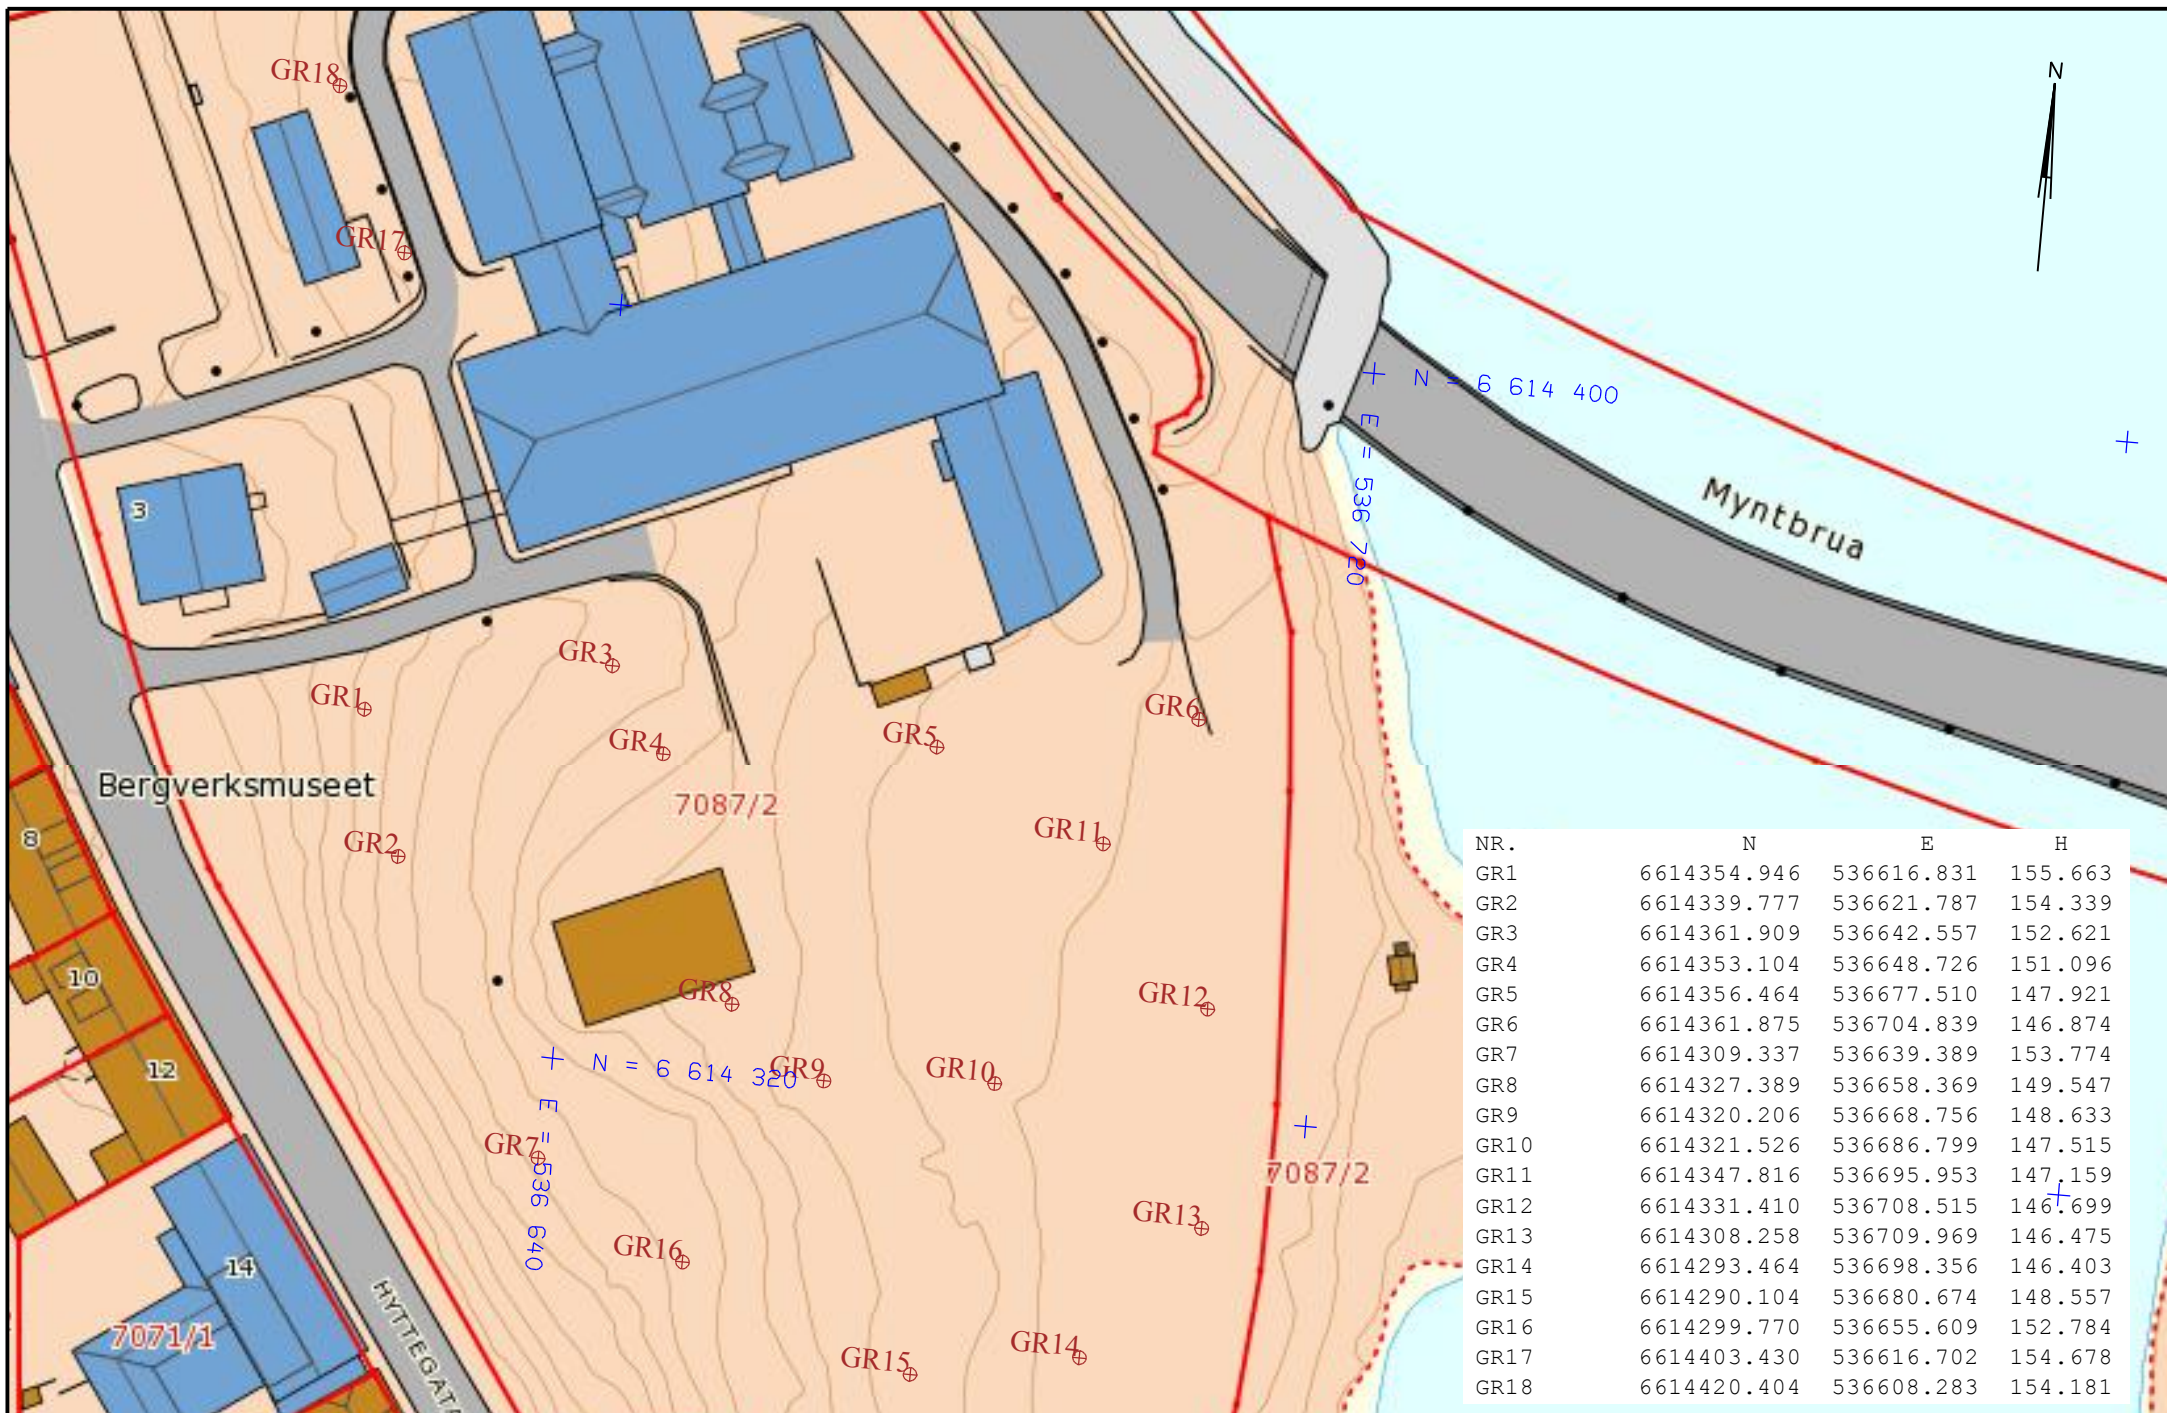 N
GR18
GR17
N = 6 614 400
E = 536 720
Myntbrua
3
GR3
GR1
GR4
GR5
GR6
Bergverksmuseet
7087/2
GR2
GR11
8
10
GR8
GR12
12
N = 6 614 320
GR9
GR10
E = 536 640
GR7
7087/2
GR13
GR16
14
7071/1
HYTTEGATA
GR15
GR14
NR. N E H
GR1 6614354.946 536616.831 155.663
GR2 6614339.777 536621.787 154.339
GR3 6614361.909 536642.557 152.621
GR4 6614353.104 536648.726 151.096
GR5 6614356.464 536677.510 147.921
GR6 6614361.875 536704.839 146.874
GR7 6614309.337 536639.389 153.774
GR8 6614327.389 536658.369 149.547
GR9 6614320.206 536668.756 148.633
GR10 6614321.526 536686.799 147.515
GR11 6614347.816 536695.953 147.159
GR12 6614331.410 536708.515 146.699
GR13 6614308.258 536709.969 146.475
GR14 6614293.464 536698.356 146.403
GR15 6614290.104 536680.674 148.557
GR16 6614299.770 536655.609 152.784
GR17 6614403.430 536616.702 154.678
GR18 6614420.404 536608.283 154.181